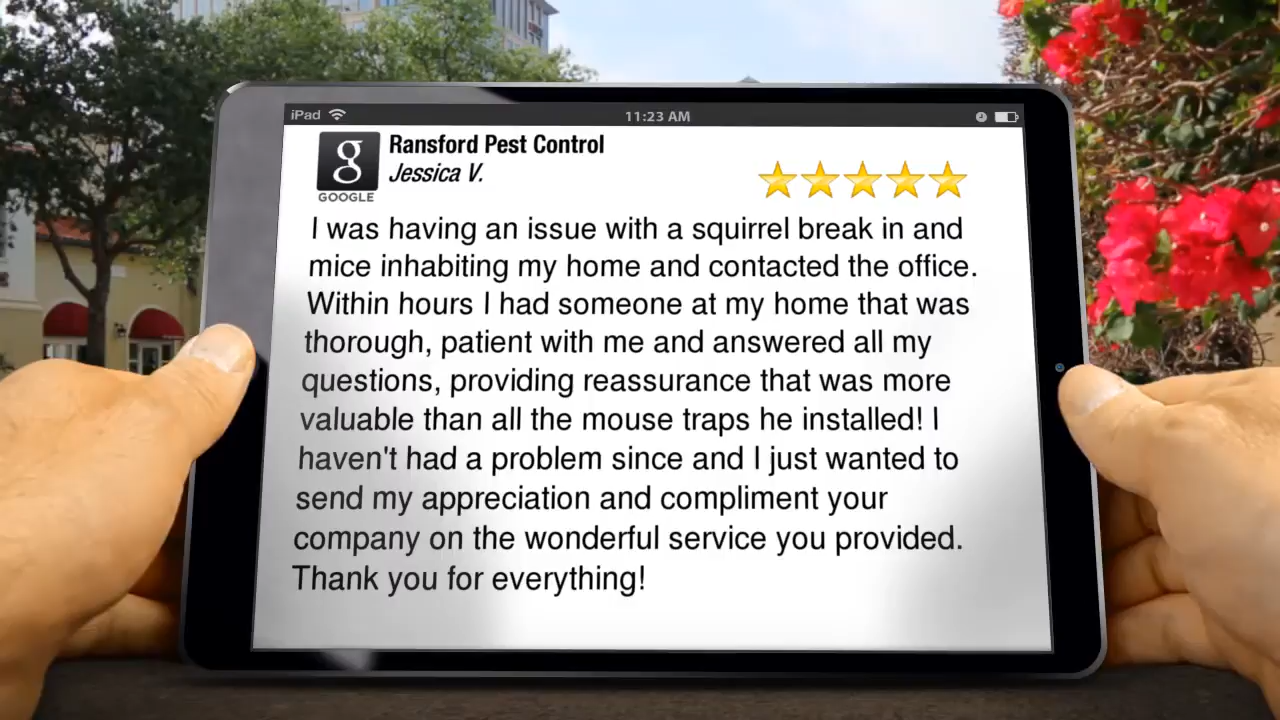 iPad 11:23 AM
g Ransford Pest Control
Jessica V.
GOOGLE
I was having an issue with a squirrel break in and
mice inhabiting my home and contacted the office.
Within hours I had someone at my home that was
thorough, patient with me and answered all my
questions, providing reassurance that was more
valuable than all the mouse traps he installed! I
haven't had a problem since and I just wanted to
send my appreciation and compliment your
company on the wonderful service you provided.
Thank you for everything!